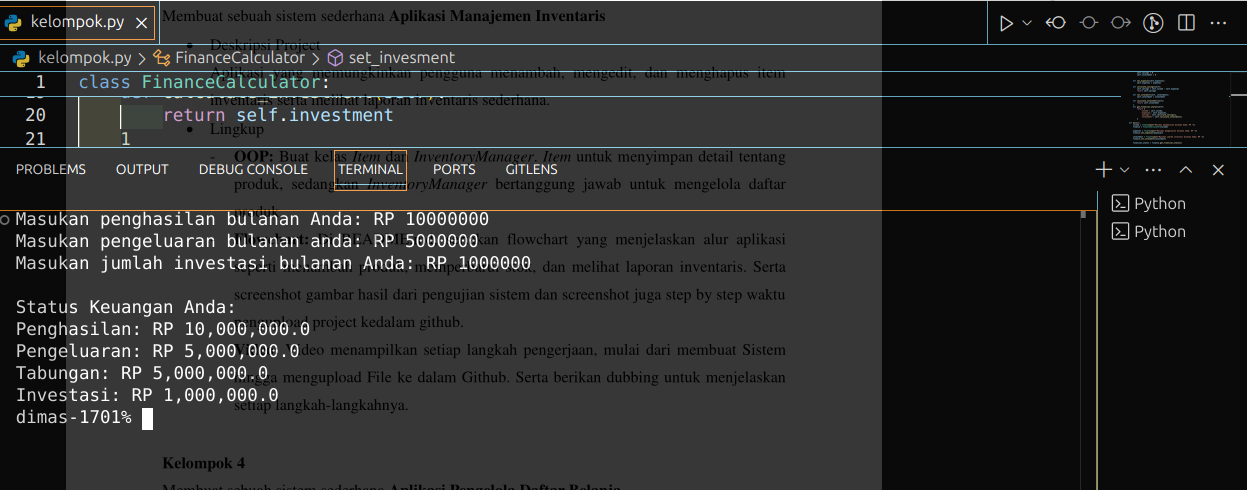 kelompok.py
Membuat sebuah sistem sederhana Aplikasi Manajemen Inventaris
Deskripsi Project
kelompok.py > FinanceCalculator > set_invesment
Aplikasi yang memungkinkan pengguna menambah, mengedit, dan menghapus item
1 class FinanceCalculator:
inventaris serta melihat laporan inventaris sederhana.
20 return self.investment
Lingkup
21 1
OOP: Buat kelas Item dan InventoryManager. Item untuk menyimpan detail tentang
PROBLEMS OUTPUT DEBUG CONSOLE TERMINAL PORTS GITLENS
produk, sedangkan InventoryManager bertanggung jawab untuk mengelola daftar
Python
Python
Masukan penghasilan bulanan Anda: RP 10000000
Masukan pengeluaran bulanan anda: RP 5000000
flowchart yang menjelaskan alur aplikasi
Masukan jumlah investasi bulanan Anda: RP 1000000
dan melihat laporan inventaris. Serta
screenshot gambar hasil dari pengujian sistem dan screenshot juga step by step waktu
Status Keuangan Anda:
mengupload project kedalam github.
Penghasilan: RP 10,000,000.0
Video menampilkan setiap langkah pengerjaan, mulai dari membuat Sistem
Pengeluaran: RP 5,000,000.0
hingga mengupload File ke dalam Github. Serta berikan dubbing untuk menjelaskan
Tabungan: RP 5,000,000.0
setiap langkah-langkahnya.
Investasi: RP 1,000,000.0
dimas-1701%
Kelompok 4
Membuat sebuah sistem sederhana Aplikasi Pengelola Daftar Belanja